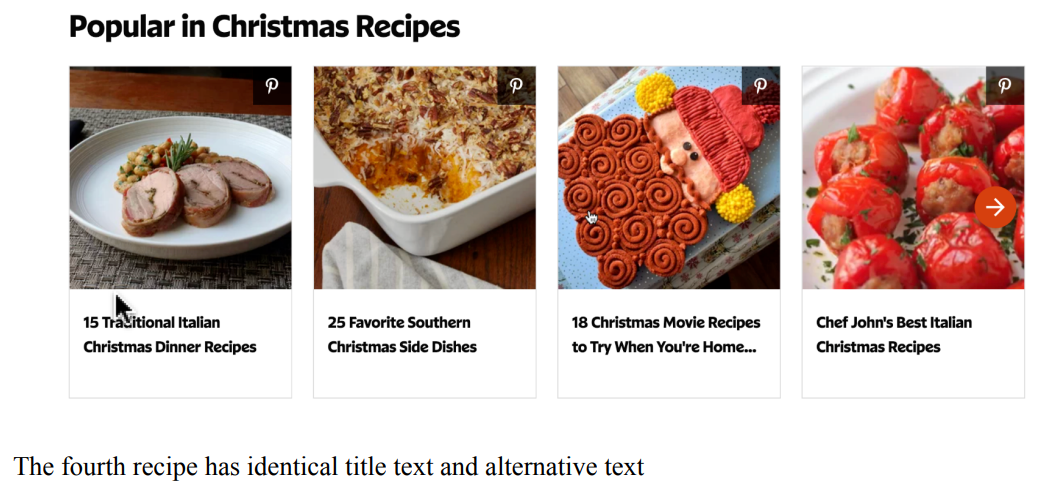 Popular in Christmas Recipes
15 Traditional Italian
Christmas Dinner Recipes
25 Favorite Southern
Christmas Side Dishes
18 Christmas Movie Recipes
to Try When You're Home...
Chef John's Best Italian
Christmas Recipes
The fourth recipe has identical title text and alternative text